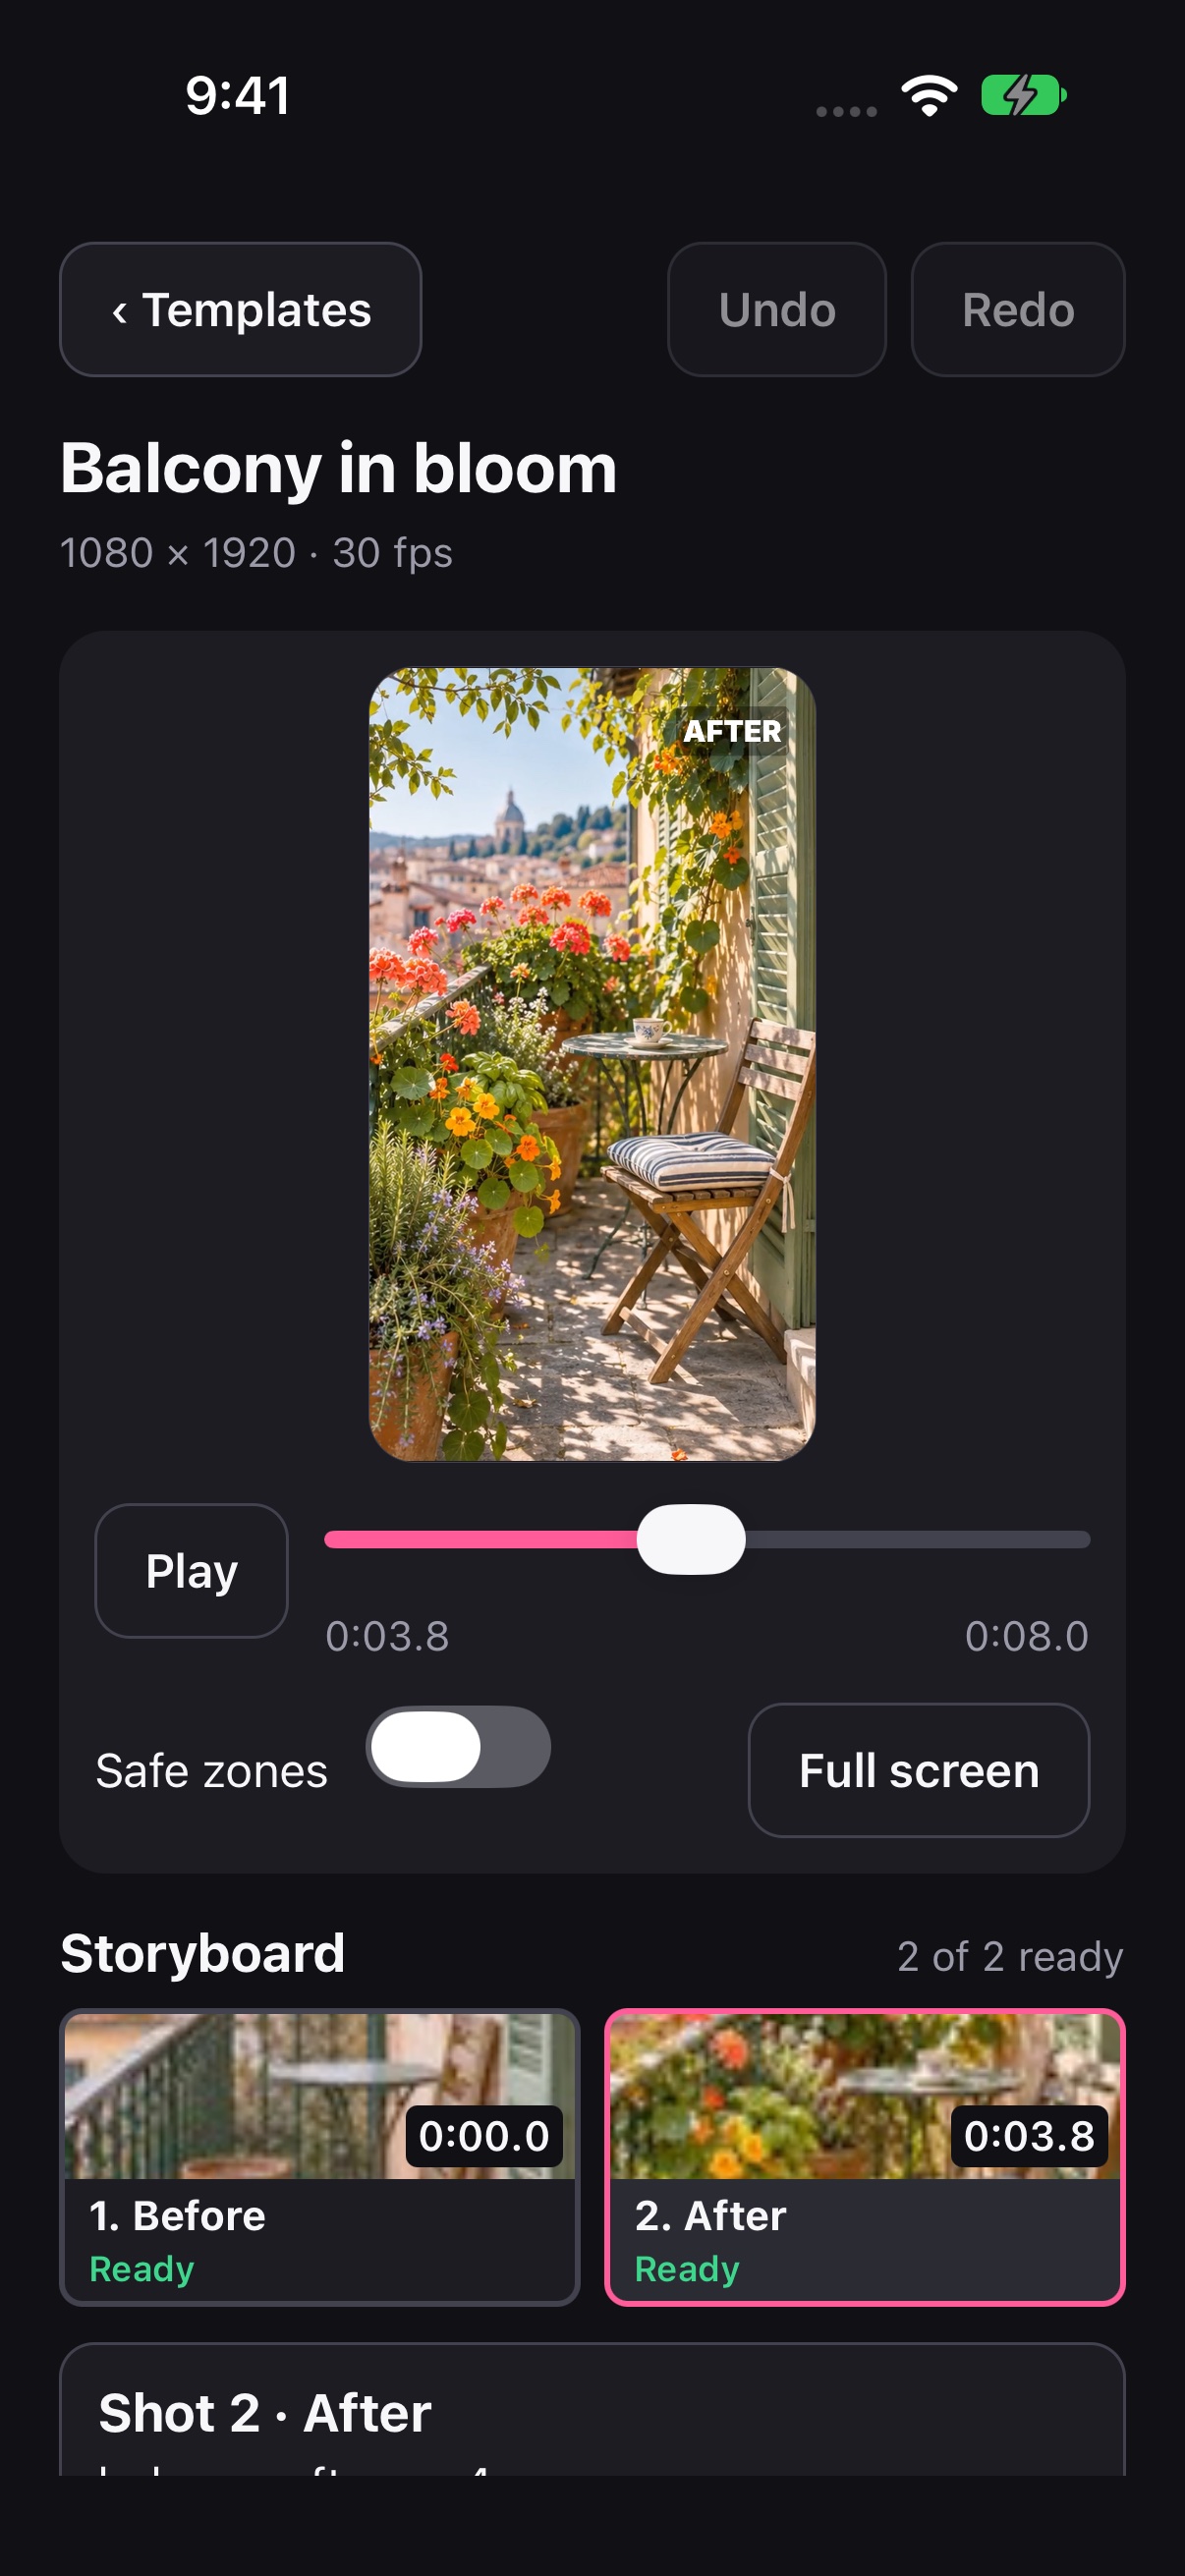 9:41
‹ Templates
Undo
Redo
Balcony in bloom
1080 × 1920 · 30 fps
AFTER
Play
0:03.8
0:08.0
Safe zones
Full screen
Storyboard
2 of 2 ready
0:00.0
0:03.8
1. Before
Ready
2. After
Ready
Shot 2 · After